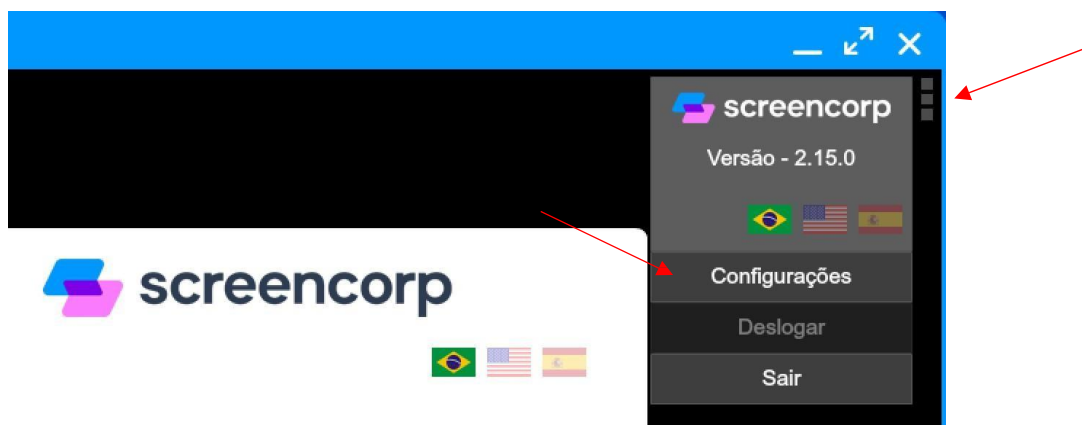 screencorp
Versão - 2.15.0
Configurações
Deslogar
Sair
screencorp